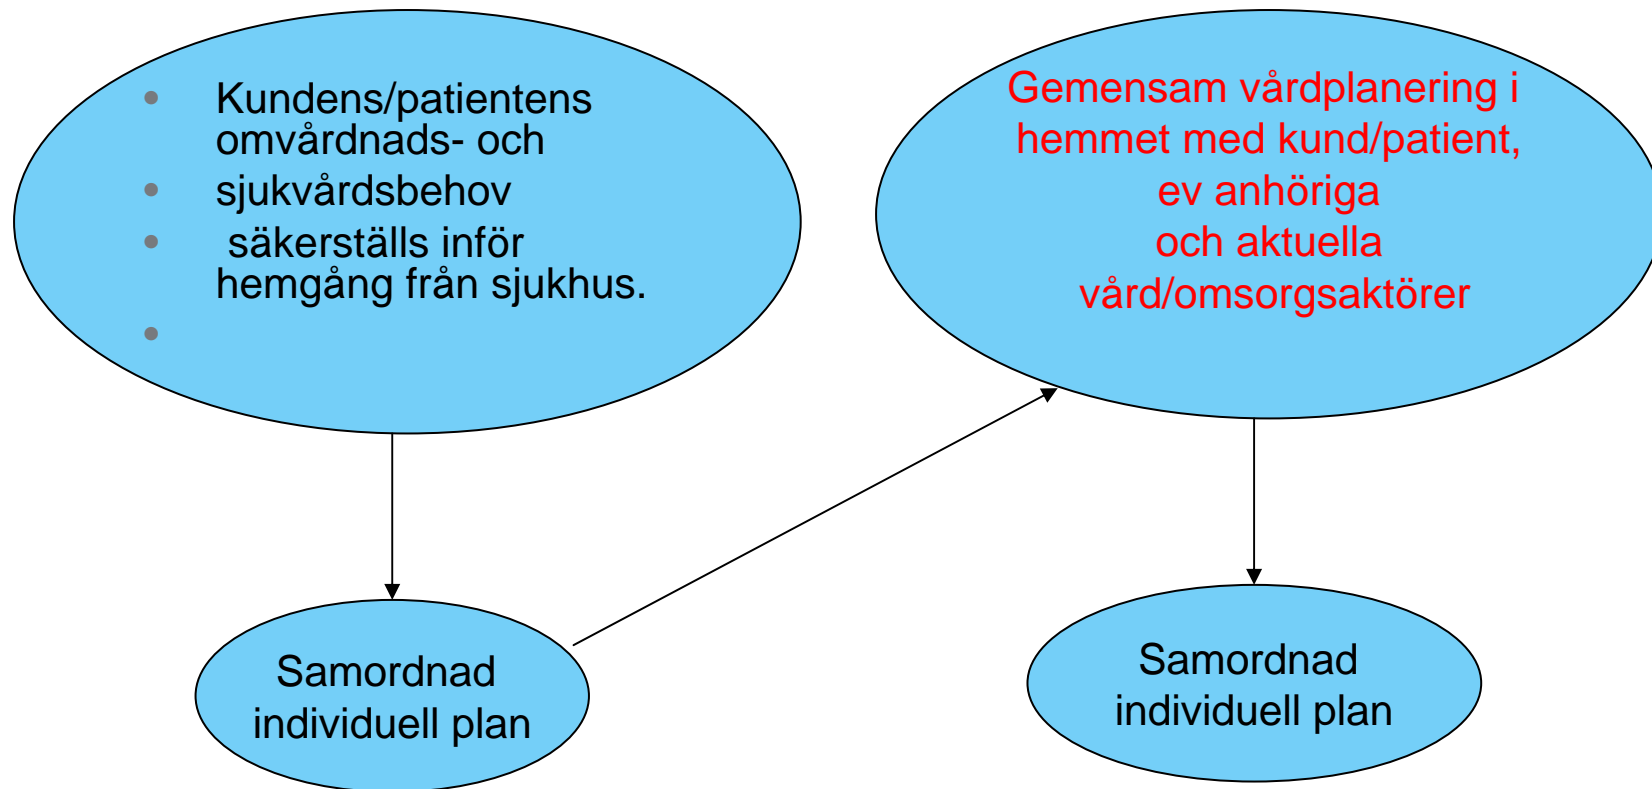 • Kundens/patientens
omvårdnads- och
• sjukvårdsbehov
• säkerställs inför
hemgång från sjukhus.
•
Gemensam vårdplanering i
hemmet med kund/patient,
ev anhöriga
och aktuella
vård/omsorgsaktörer
Samordnad
individuell plan
Samordnad
individuell plan